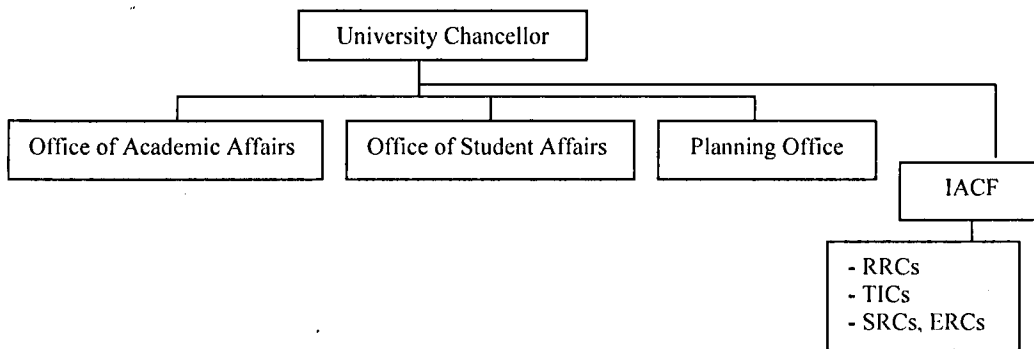 University Chancellor
Office of Academic Affairs
Office of Student Affairs
Planning Office
IACF
- RRCs
- TICs
- SRCs, ERCs